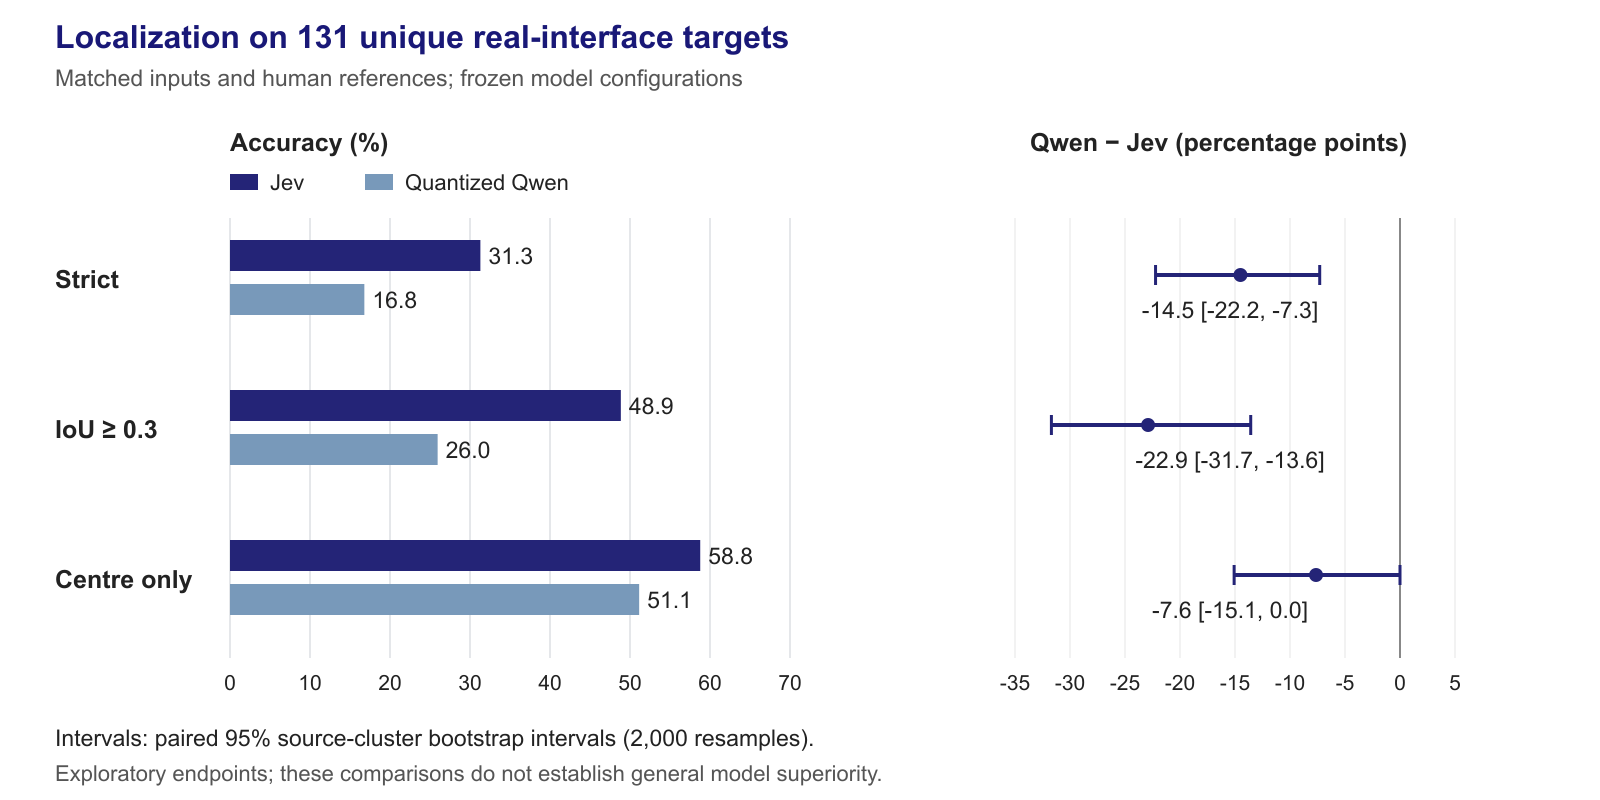 Localization on 131 unique real-interface targets
Matched inputs and human references; frozen model configurations
Accuracy (%)
Jev
Quantized Qwen
Strict
31.3
16.8
IoU ≥ 0.3
48.9
26.0
Centre only
58.8
51.1
0 10 20 30 40 50 60 70
Qwen − Jev (percentage points)
-14.5 [-22.2, -7.3]
-22.9 [-31.7, -13.6]
-7.6 [-15.1, 0.0]
-35 -30 -25 -20 -15 -10 -5 0 5
Intervals: paired 95% source-cluster bootstrap intervals (2,000 resamples).
Exploratory endpoints; these comparisons do not establish general model superiority.